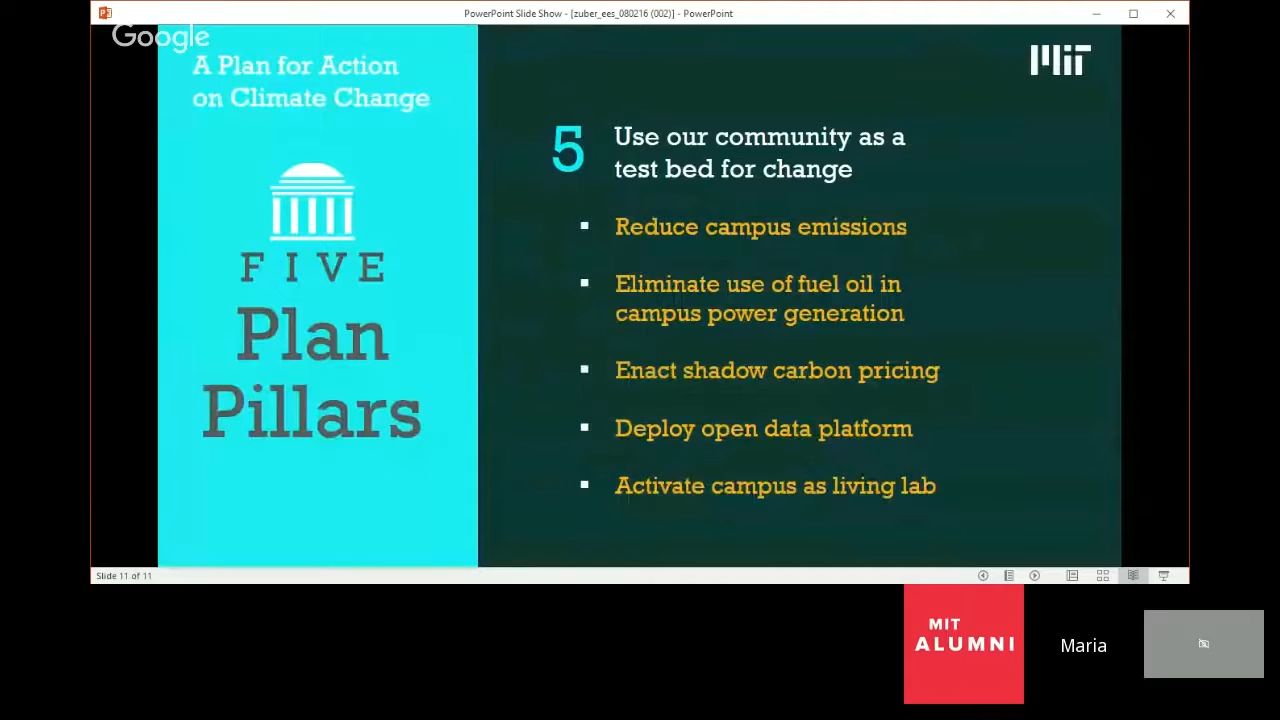 PowerPoint Slide Show - [zuber_ees_080216 (002)] - PowerPoint
Google
A Plan for Action
on Climate Change
FIVE
Plan
Pillars
MIT
5
Use our community as a
test bed for change
Reduce campus emissions
Eliminate use of fuel oil in
campus power generation
Enact shadow carbon pricing
Deploy open data platform
Activate campus as living lab
Slide 11 of 11
MIT
ALUMNI
Maria